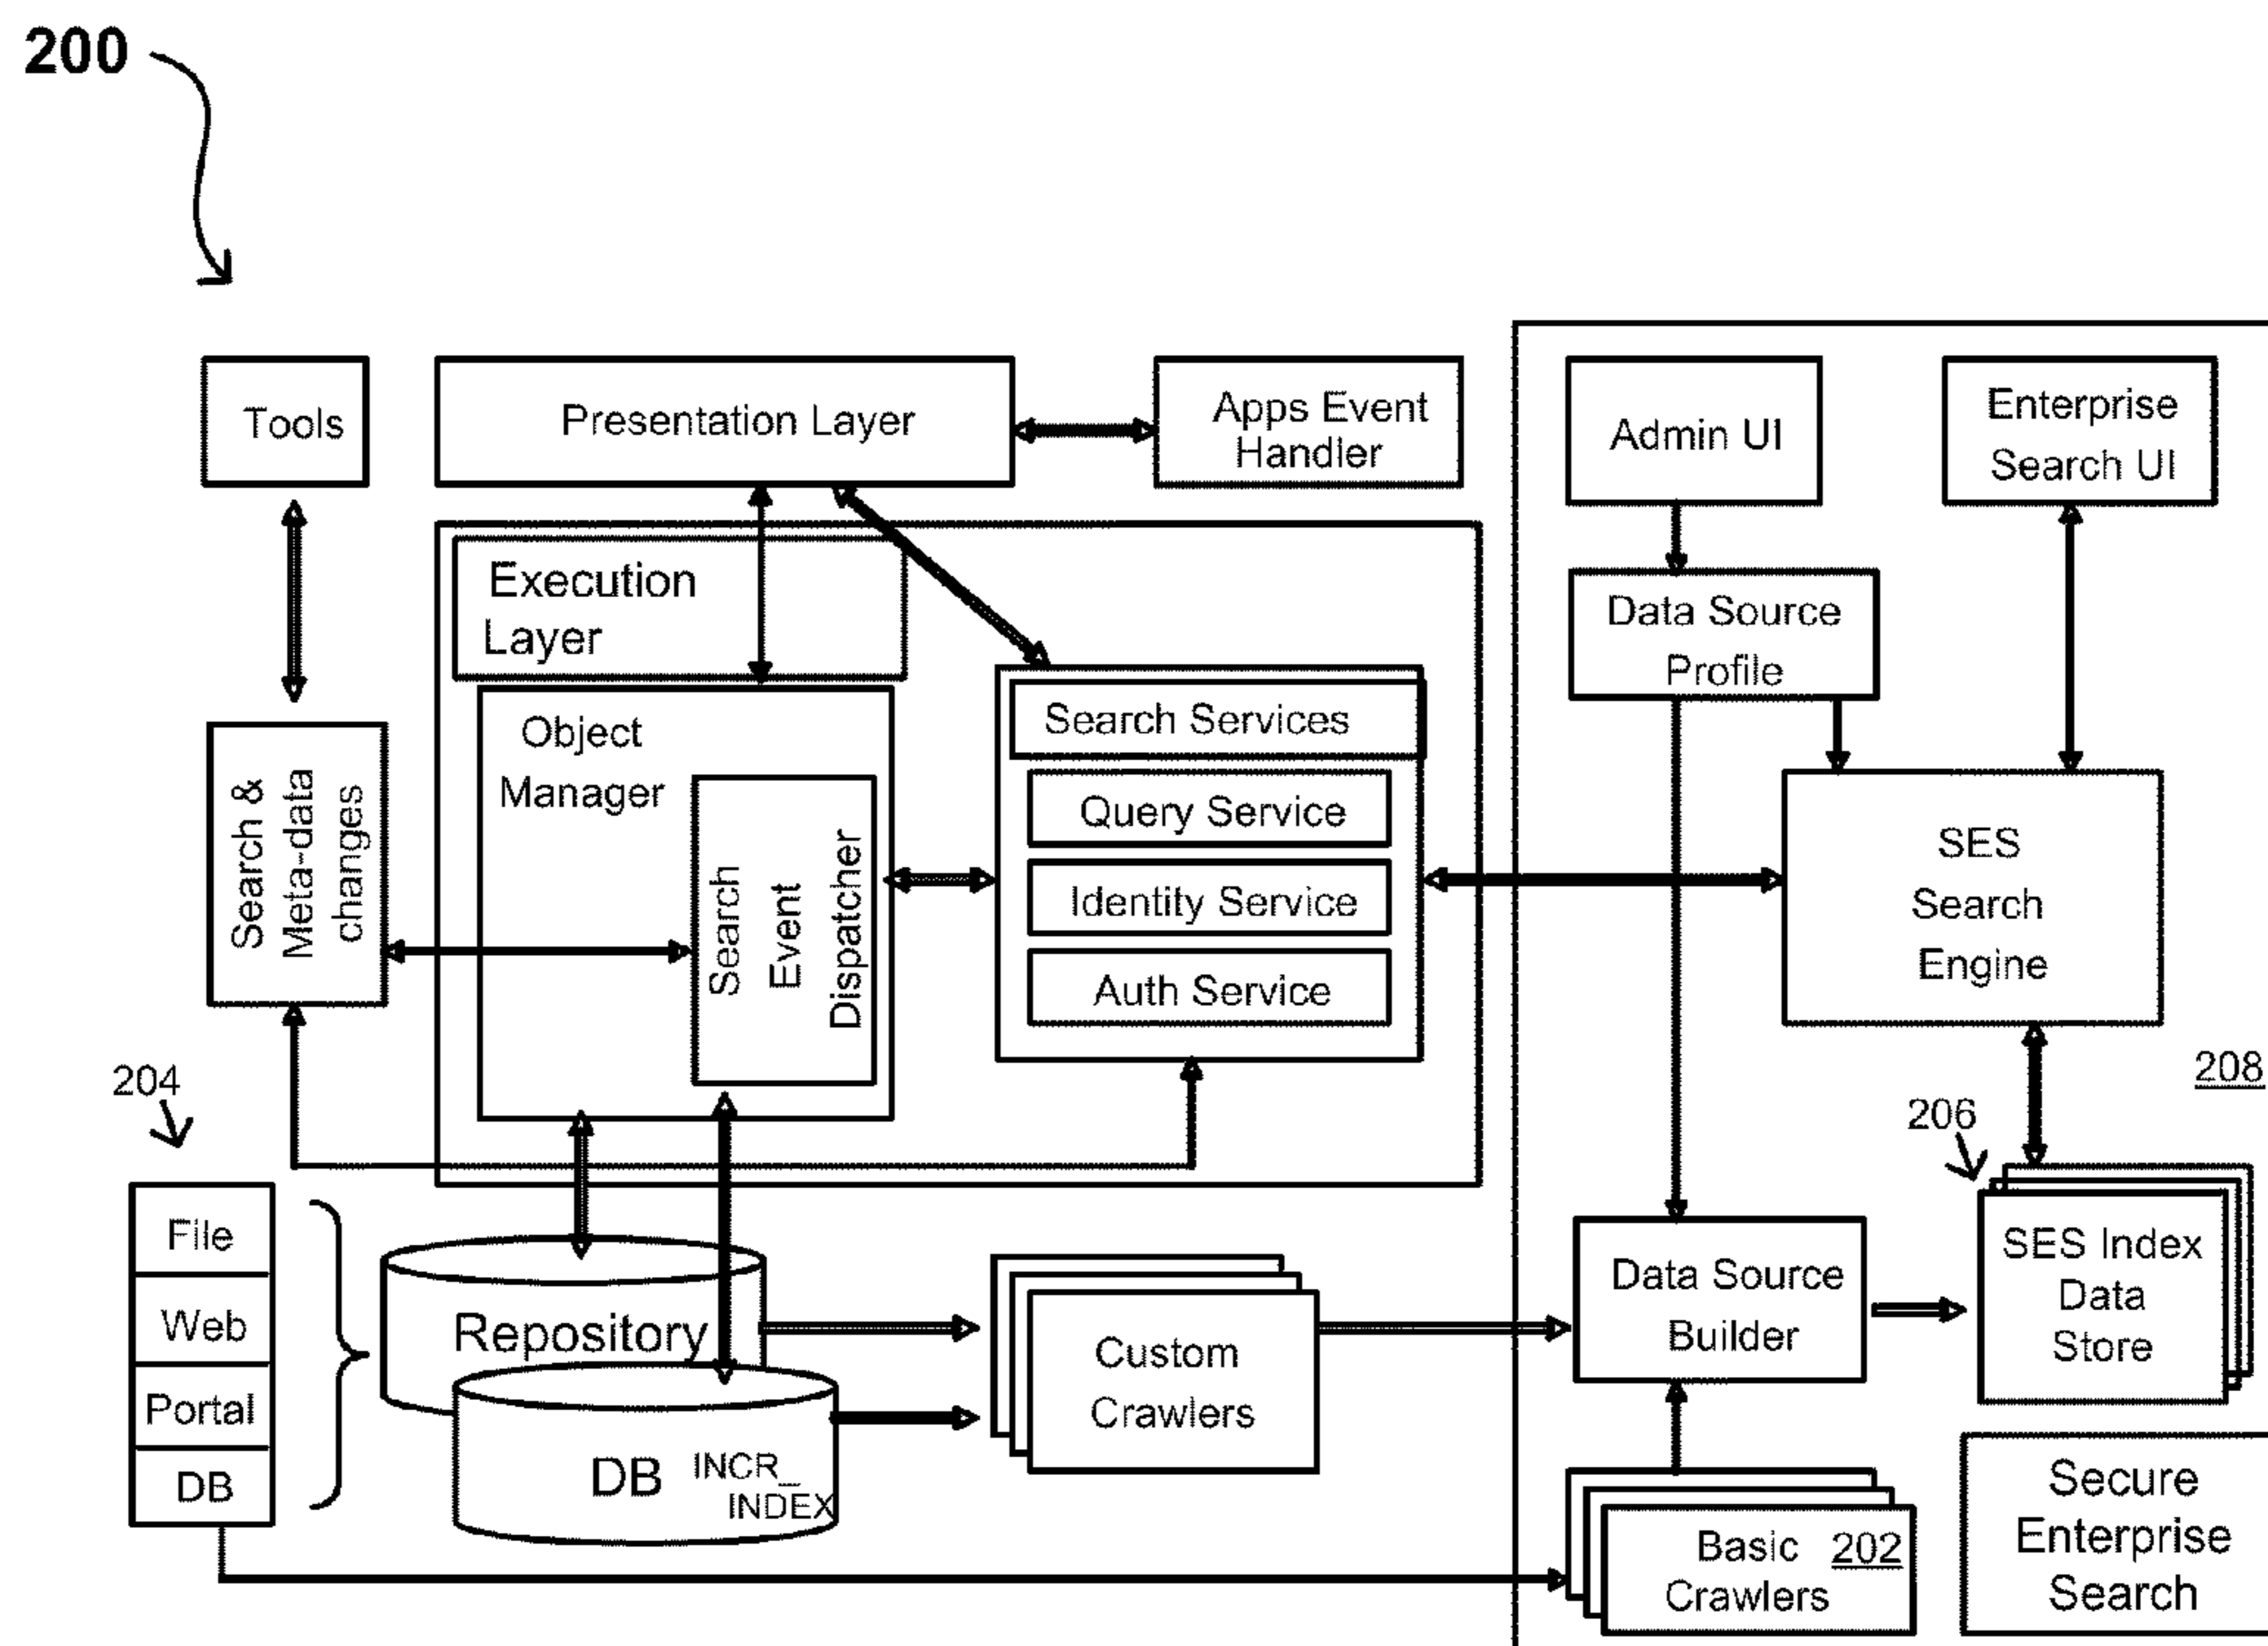 200
Tools
Presentation Layer
Apps Event
Handler
Admin UI
Enterprise
Search UI
Execution
Layer
Data Source
Profile
Object
Manager
Search
Event
Dispatcher
Search &
Meta-data
changes
Search Services
Query Service
Identity Service
Auth Service
SES
Search
Engine
204
208
206
File
Web
Portal
DB
Repository
DB
INCR_
INDEX
Custom
Crawlers
Data Source
Builder
SES Index
Data
Store
Basic 202
Crawlers
Secure
Enterprise
Search